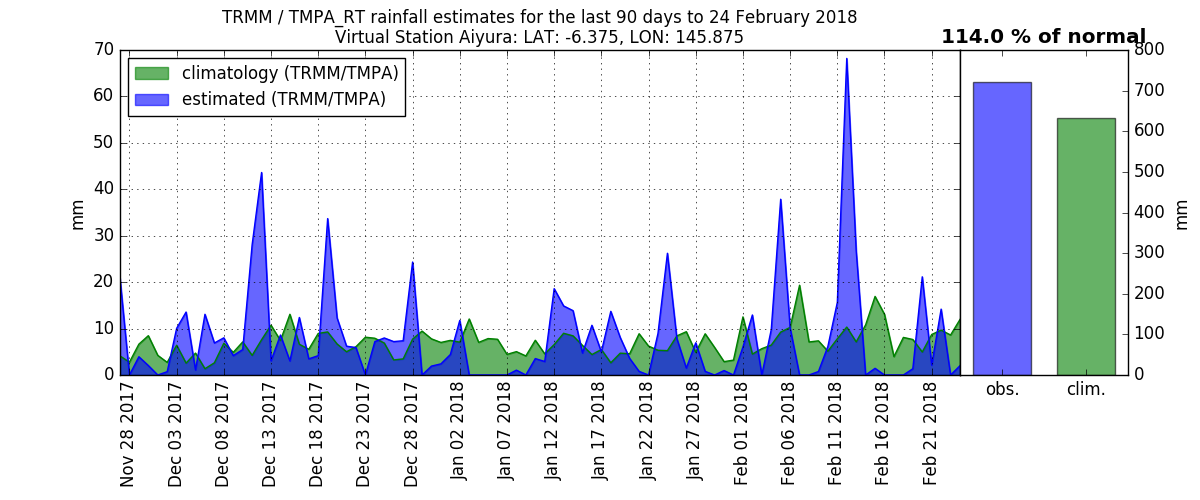 TRMM / TMPA_RT rainfall estimates for the last 90 days to 24 February 2018
Virtual Station Aiyura: LAT: -6.375, LON: 145.875
114.0 % of normal
climatology (TRMM/TMPA)
estimated (TRMM/TMPA)
70
60
50
40
30
20
10
0
mm
800
700
600
500
400
300
200
100
0
mm
obs.
clim.
Nov 28 2017
Dec 03 2017
Dec 08 2017
Dec 13 2017
Dec 18 2017
Dec 23 2017
Dec 28 2017
Jan 02 2018
Jan 07 2018
Jan 12 2018
Jan 17 2018
Jan 22 2018
Jan 27 2018
Feb 01 2018
Feb 06 2018
Feb 11 2018
Feb 16 2018
Feb 21 2018